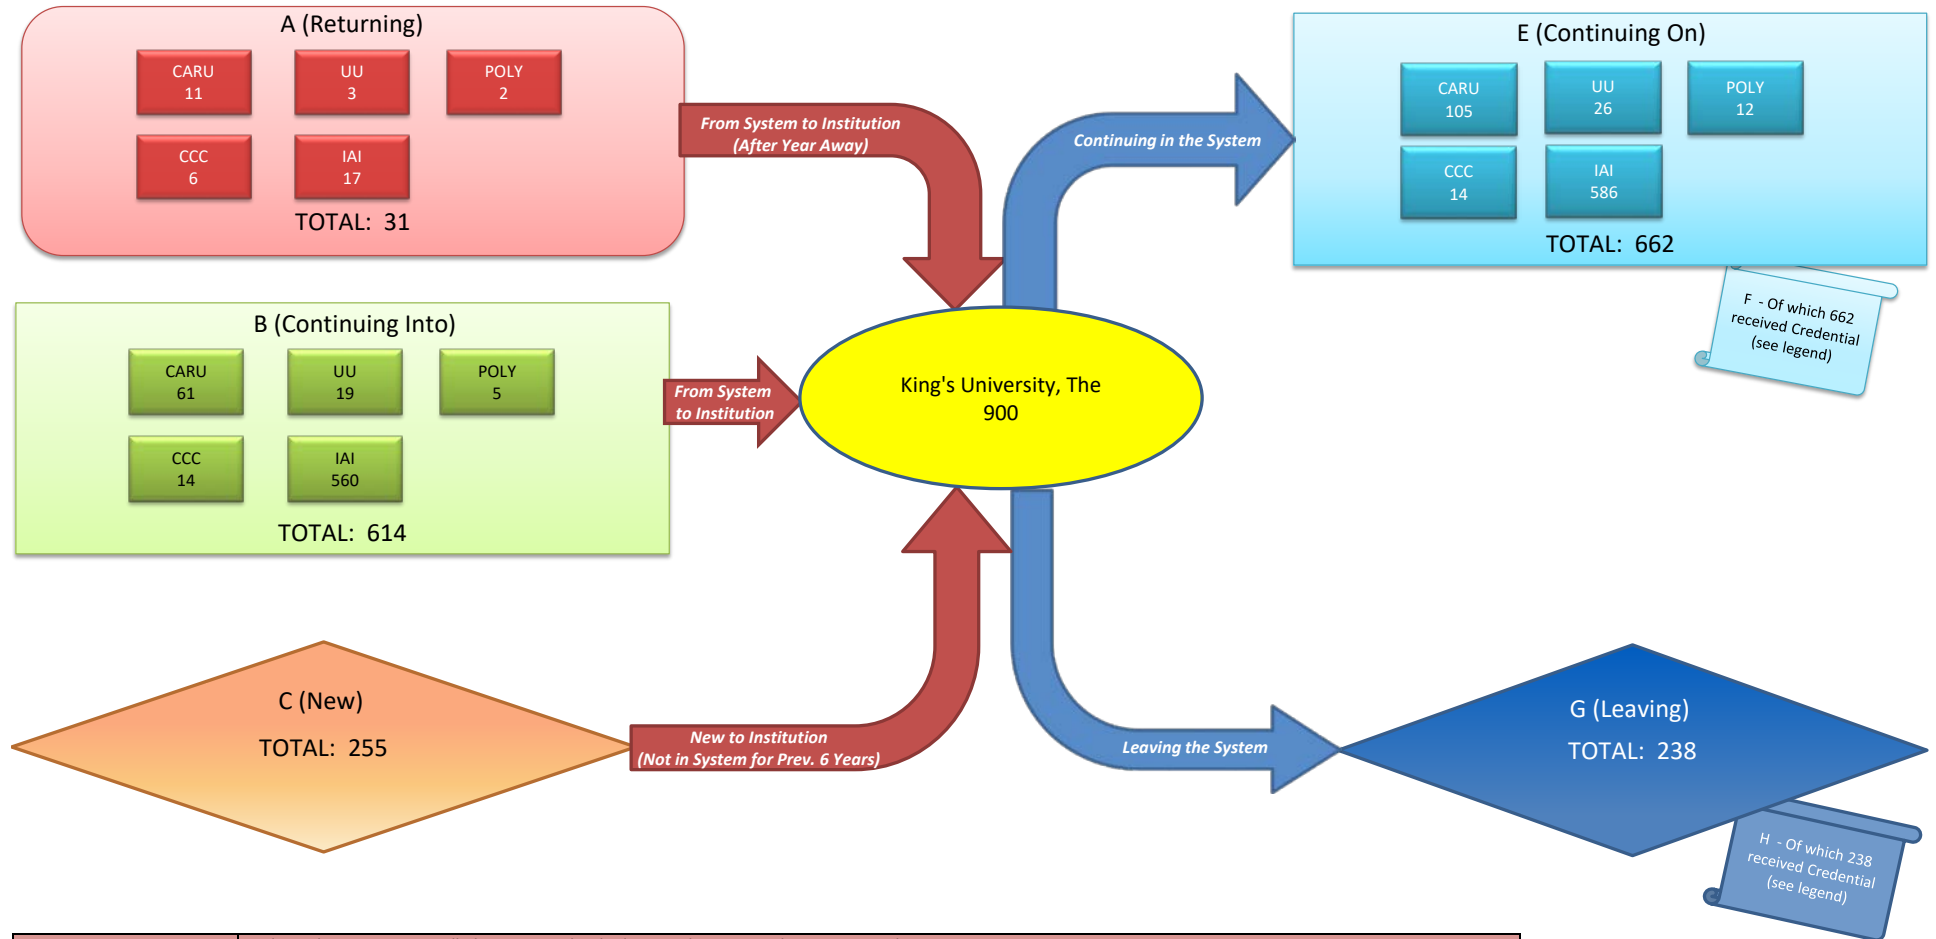 A (Returning)
CARU
11
UU
3
POLY
2
CCC
6
IAI
17
TOTAL: 31
From System to Institution
(After Year Away)
B (Continuing Into)
CARU
61
UU
19
POLY
5
CCC
14
IAI
560
TOTAL: 614
From System
to Institution
C (New)
TOTAL: 255
New to Institution
(Not in System for Prev. 6 Years)
King's University, The
900
Continuing in the System
E (Continuing On)
CARU
105
UU
26
POLY
12
CCC
14
IAI
586
TOTAL: 662
F - Of which 662
received Credential
(see legend)
Leaving the System
G (Leaving)
TOTAL: 238
H - Of which 238
received Credential
(see legend)